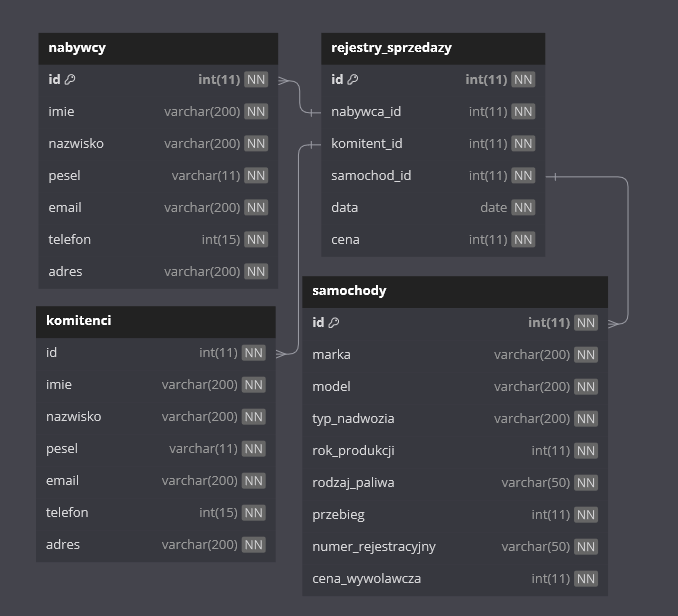 nabywcy
id int(11) NN
imie varchar(200) NN
nazwisko varchar(200) NN
pesel varchar(11) NN
email varchar(200) NN
telefon int(15) NN
adres varchar(200) NN
rejestry_sprzedazy
id int(11) NN
nabywca_id int(11) NN
komitent_id int(11) NN
samochod_id int(11) NN
data date NN
cena int(11) NN
komitenci
id int(11) NN
imie varchar(200) NN
nazwisko varchar(200) NN
pesel varchar(11) NN
email varchar(200) NN
telefon int(15) NN
adres varchar(200) NN
samochody
id int(11) NN
marka varchar(200) NN
model varchar(200) NN
typ_nadwozia varchar(200) NN
rok_produkcji int(11) NN
rodzaj_paliwa varchar(50) NN
przebieg int(11) NN
numer_rejestracyjny varchar(50) NN
cena_wywolawcza int(11) NN